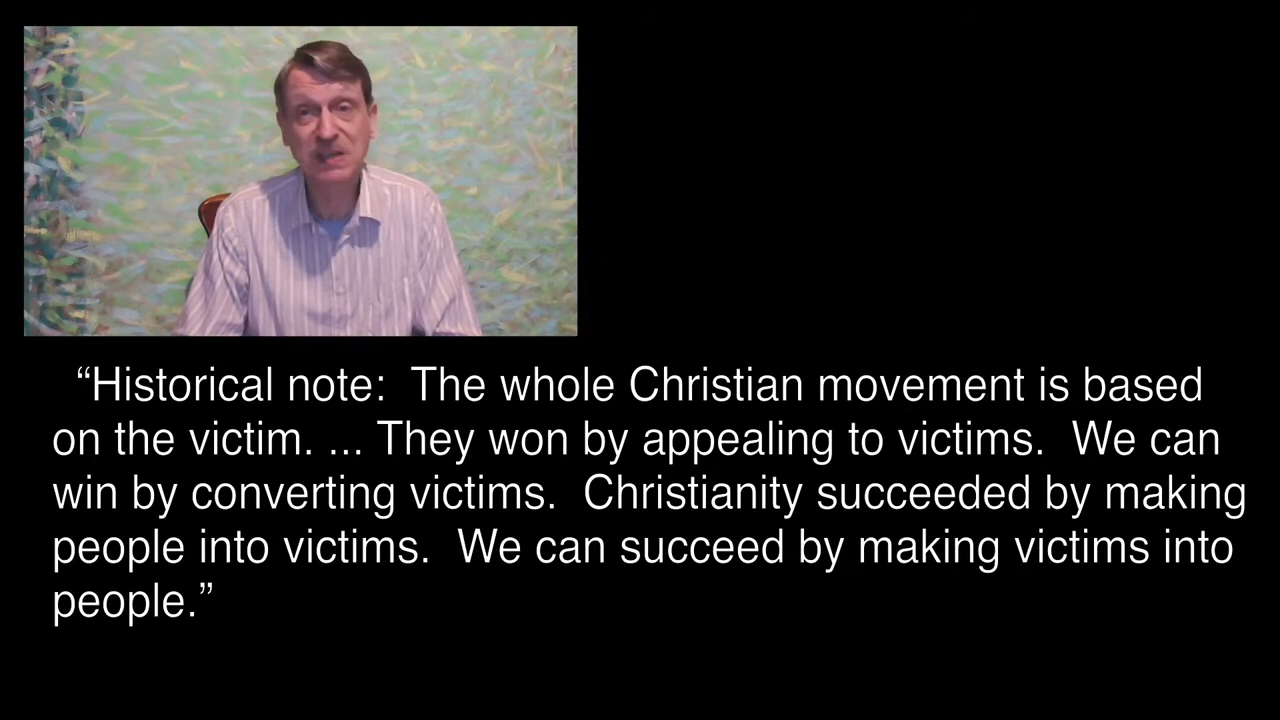 “Historical note:  The whole Christian movement is based
on the victim. ... They won by appealing to victims.  We can
win by converting victims.  Christianity succeeded by making
people into victims.  We can succeed by making victims into
people.”